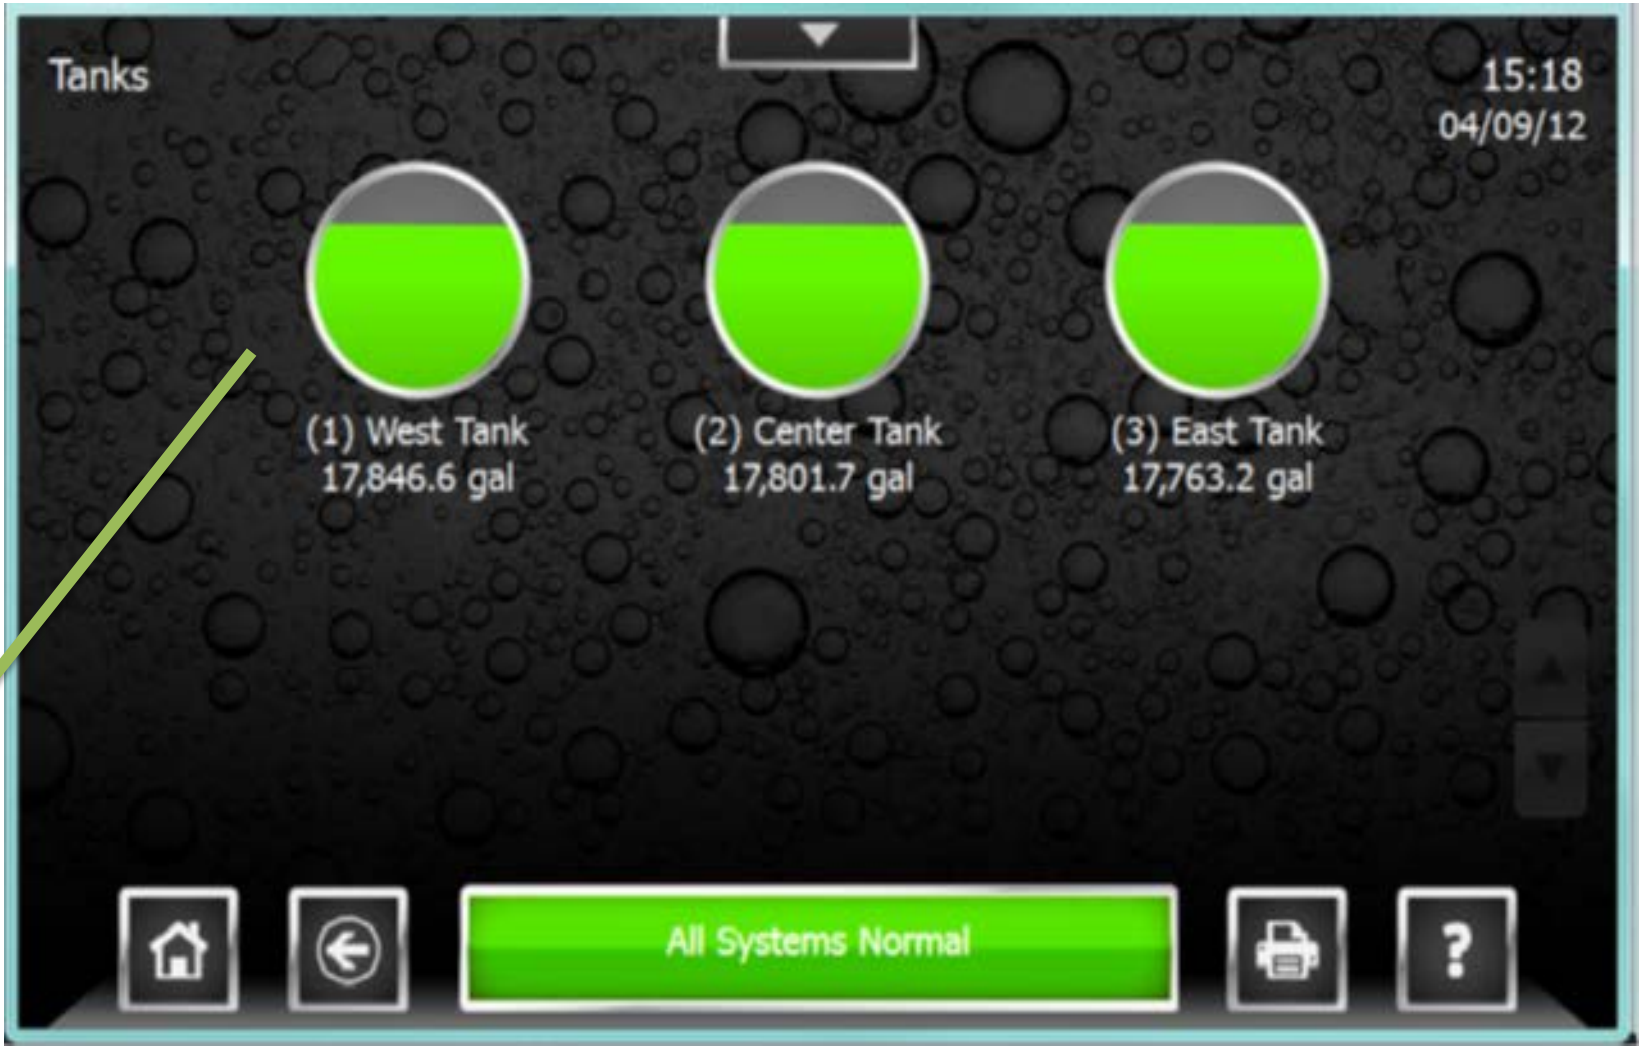 Tanks
15:18
04/09/12
(1) West Tank
17,846.6 gal
(2) Center Tank
17,801.7 gal
(3) East Tank
17,763.2 gal
All Systems Normal
?